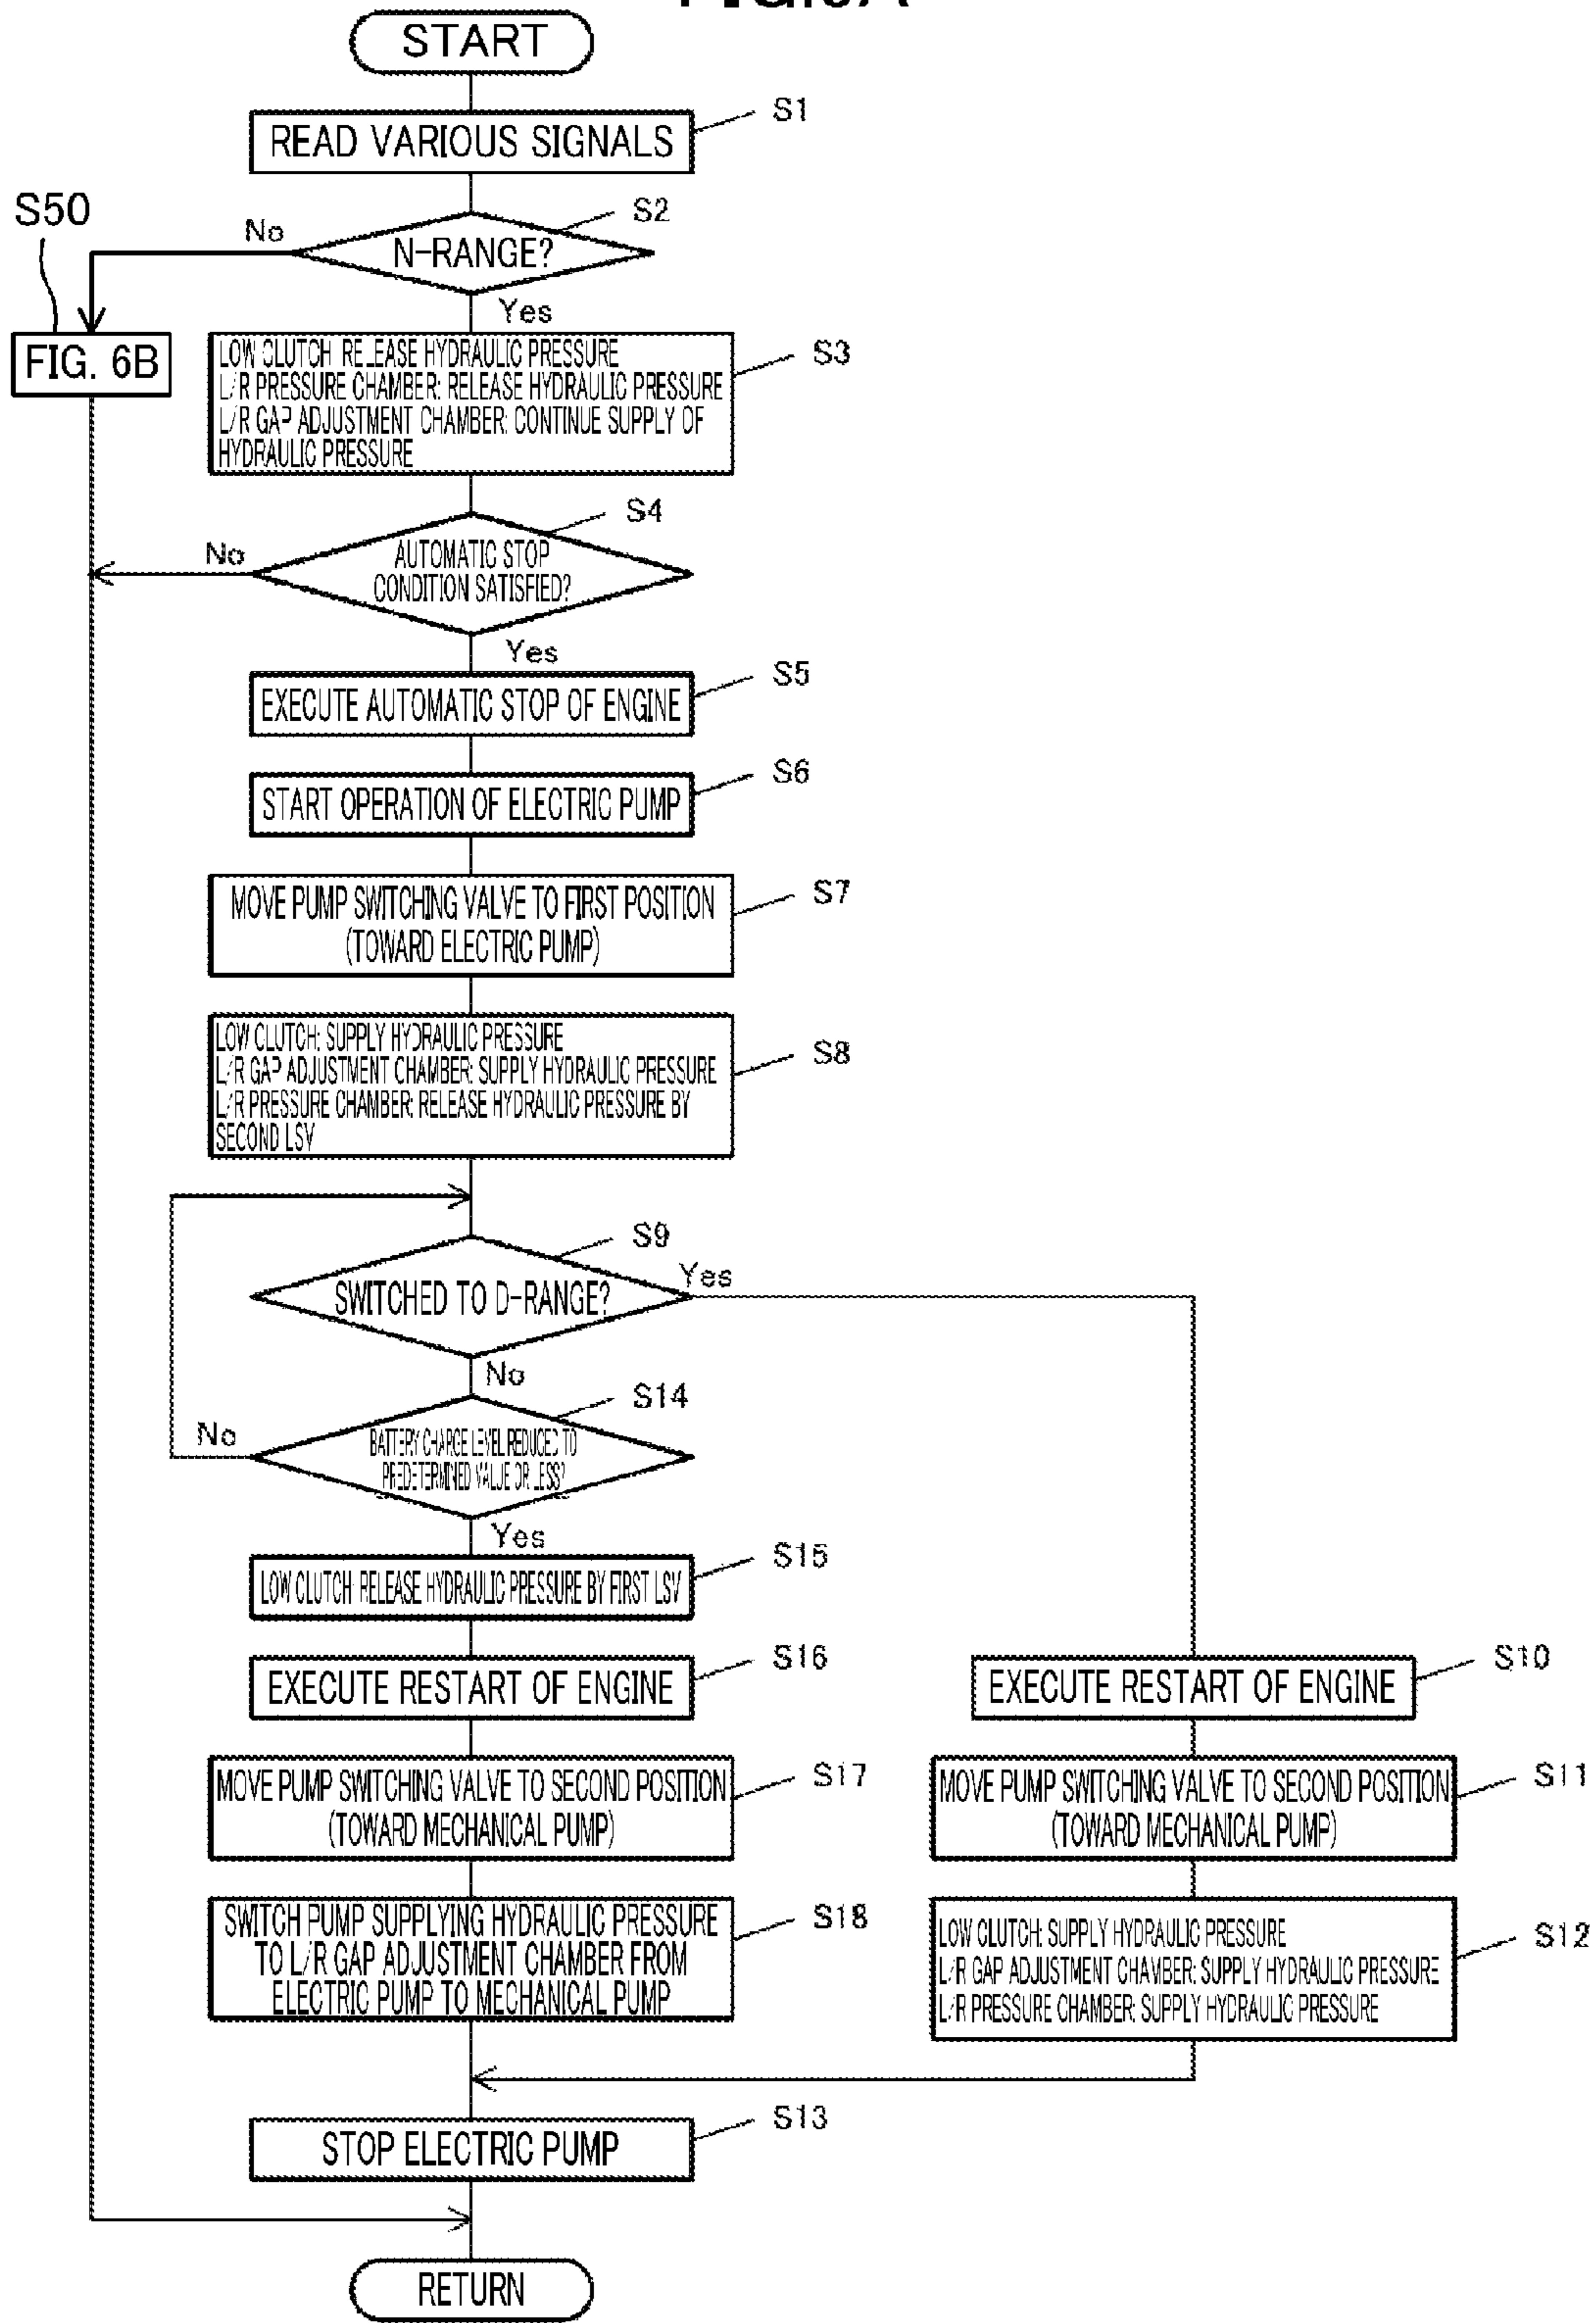 START
S1
READ VARIOUS SIGNALS
S50
S2
No
N-RANGE?
Yes
FIG. 6B
S3
LOW CLUTCH: RELEASE HYDRAULIC PRESSURE
L/R PRESSURE CHAMBER: RELEASE HYDRAULIC PRESSURE
L/R GAP ADJUSTMENT CHAMBER: CONTINUE SUPPLY OF
HYDRAULIC PRESSURE
S4
No
AUTOMATIC STOP
CONDITION SATISFIED?
Yes
S5
EXECUTE AUTOMATIC STOP OF ENGINE
S6
START OPERATION OF ELECTRIC PUMP
S7
MOVE PUMP SWITCHING VALVE TO FIRST POSITION
(TOWARD ELECTRIC PUMP)
S8
LOW CLUTCH: SUPPLY HYDRAULIC PRESSURE
L/R GAP ADJUSTMENT CHAMBER: SUPPLY HYDRAULIC PRESSURE
L/R PRESSURE CHAMBER: RELEASE HYDRAULIC PRESSURE BY
SECOND LSV
S9
SWITCHED TO D-RANGE?
Yes
No
S14
No
BATTERY CHARGE LEVEL REDUCED TO
PREDETERMINED VALUE OR LESS?
Yes
S15
LOW CLUTCH: RELEASE HYDRAULIC PRESSURE BY FIRST LSV
S16
EXECUTE RESTART OF ENGINE
S10
EXECUTE RESTART OF ENGINE
S17
MOVE PUMP SWITCHING VALVE TO SECOND POSITION
(TOWARD MECHANICAL PUMP)
S11
MOVE PUMP SWITCHING VALVE TO SECOND POSITION
(TOWARD MECHANICAL PUMP)
S18
SWITCH PUMP SUPPLYING HYDRAULIC PRESSURE
TO L/R GAP ADJUSTMENT CHAMBER FROM
ELECTRIC PUMP TO MECHANICAL PUMP
S12
LOW CLUTCH: SUPPLY HYDRAULIC PRESSURE
L/R GAP ADJUSTMENT CHAMBER: SUPPLY HYDRAULIC PRESSURE
L/R PRESSURE CHAMBER: SUPPLY HYDRAULIC PRESSURE
S13
STOP ELECTRIC PUMP
RETURN